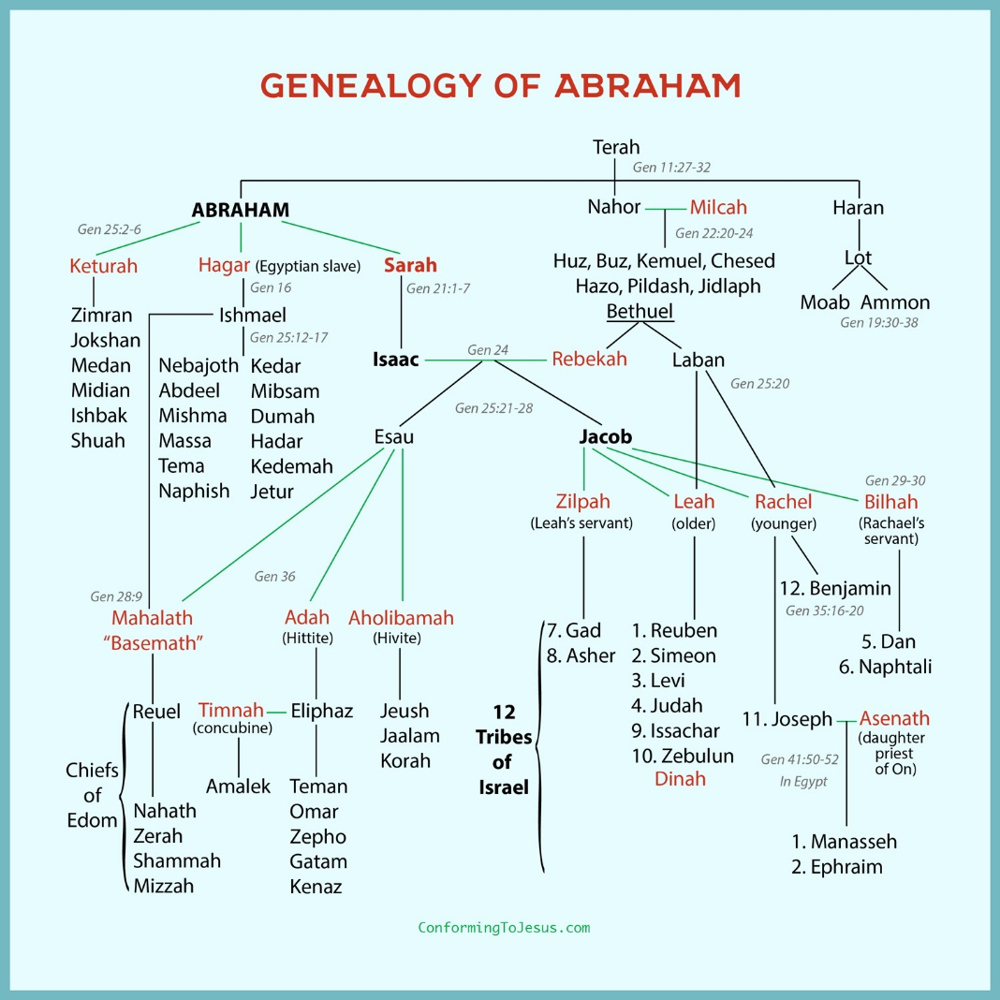 GENEALOGY OF ABRAHAM
Terah
Gen 11:27-32
ABRAHAM
Nahor
Milcah
Haran
Gen 25:2-6
Gen 22:20-24
Keturah
Hagar (Egyptian slave)
Sarah
Huz, Buz, Kemuel, Chesed
Hazo, Pildash, Jidlaph
Bethuel
Lot
Gen 16
Gen 21:1-7
Moab Ammon
Gen 19:30-38
Zimran
Jokshan
Medan
Midian
Ishbak
Shuah
Ishmael
Gen 25:12-17
Nebajoth
Abdeel
Mishma
Massa
Tema
Naphish
Kedar
Mibsam
Dumah
Hadar
Kedemah
Jetur
Isaac
Gen 24
Rebekah
Laban
Gen 25:20
Gen 25:21-28
Esau
Jacob
Gen 29-30
Zilpah
(Leah's servant)
Leah
(older)
Rachel
(younger)
Bilhah
(Rachael's
servant)
Gen 36
Gen 28:9
Mahalath
"Basemath"
Adah
(Hittite)
Aholibamah
(Hivite)
12. Benjamin
Gen 35:16-20
7. Gad
8. Asher
1. Reuben
2. Simeon
3. Levi
4. Judah
9. Issachar
10. Zebulun
Dinah
5. Dan
6. Naphtali
Reuel
Timnah
(concubine)
Eliphaz
Jeush
Jaalam
Korah
12
Tribes
of
Israel
11. Joseph
Asenath
(daughter
priest
of On)
Gen 41:50-52
In Egypt
Chiefs
of
Edom
Amalek
Nahath
Zerah
Shammah
Mizzah
Teman
Omar
Zepho
Gatam
Kenaz
1. Manasseh
2. Ephraim
ConformingToJesus.com